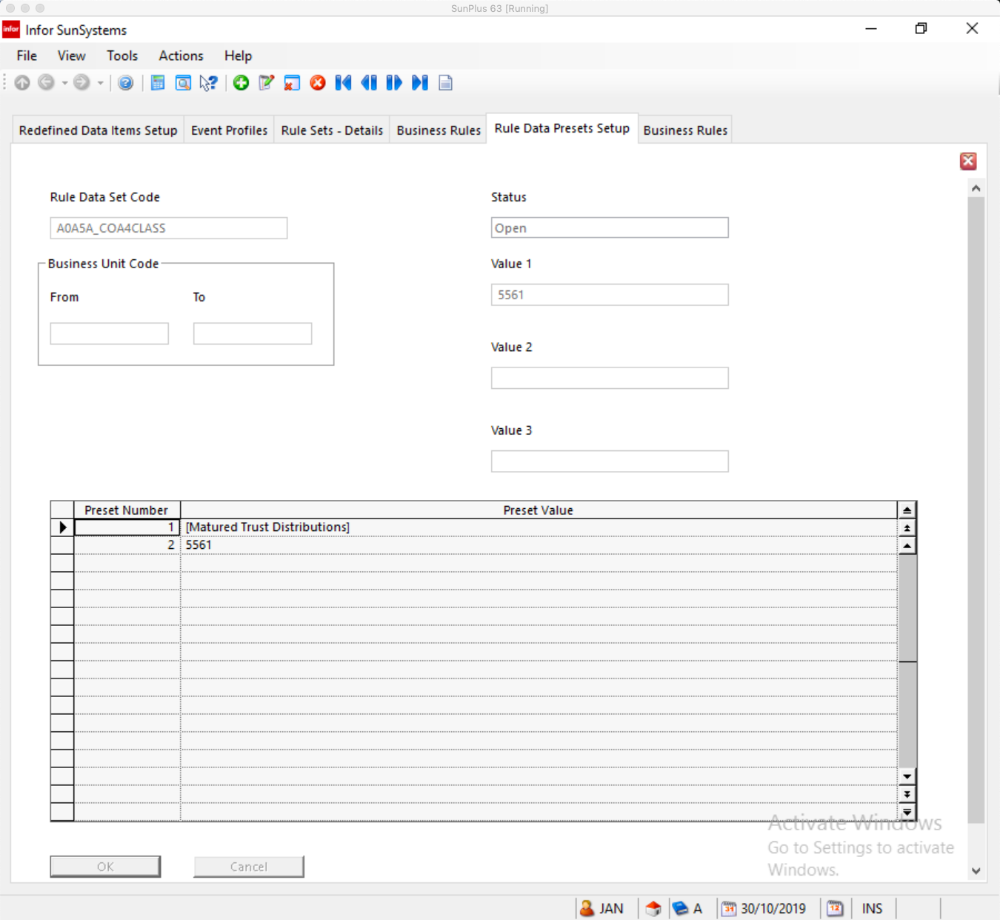 SunPlus 63 [Running]
infor Infor SunSystems
File View Tools Actions Help
Redefined Data Items Setup Event Profiles Rule Sets - Details Business Rules Rule Data Presets Setup Business Rules
Rule Data Set Code
A0A5A_COA4CLASS
Business Unit Code
From To
Status
Open
Value 1
5561
Value 2
Value 3
Preset Number Preset Value
1 [Matured Trust Distributions]
2 5561
Activate Windows
Go to Settings to activate
Windows.
OK Cancel
JAN A 31 30/10/2019 12 INS